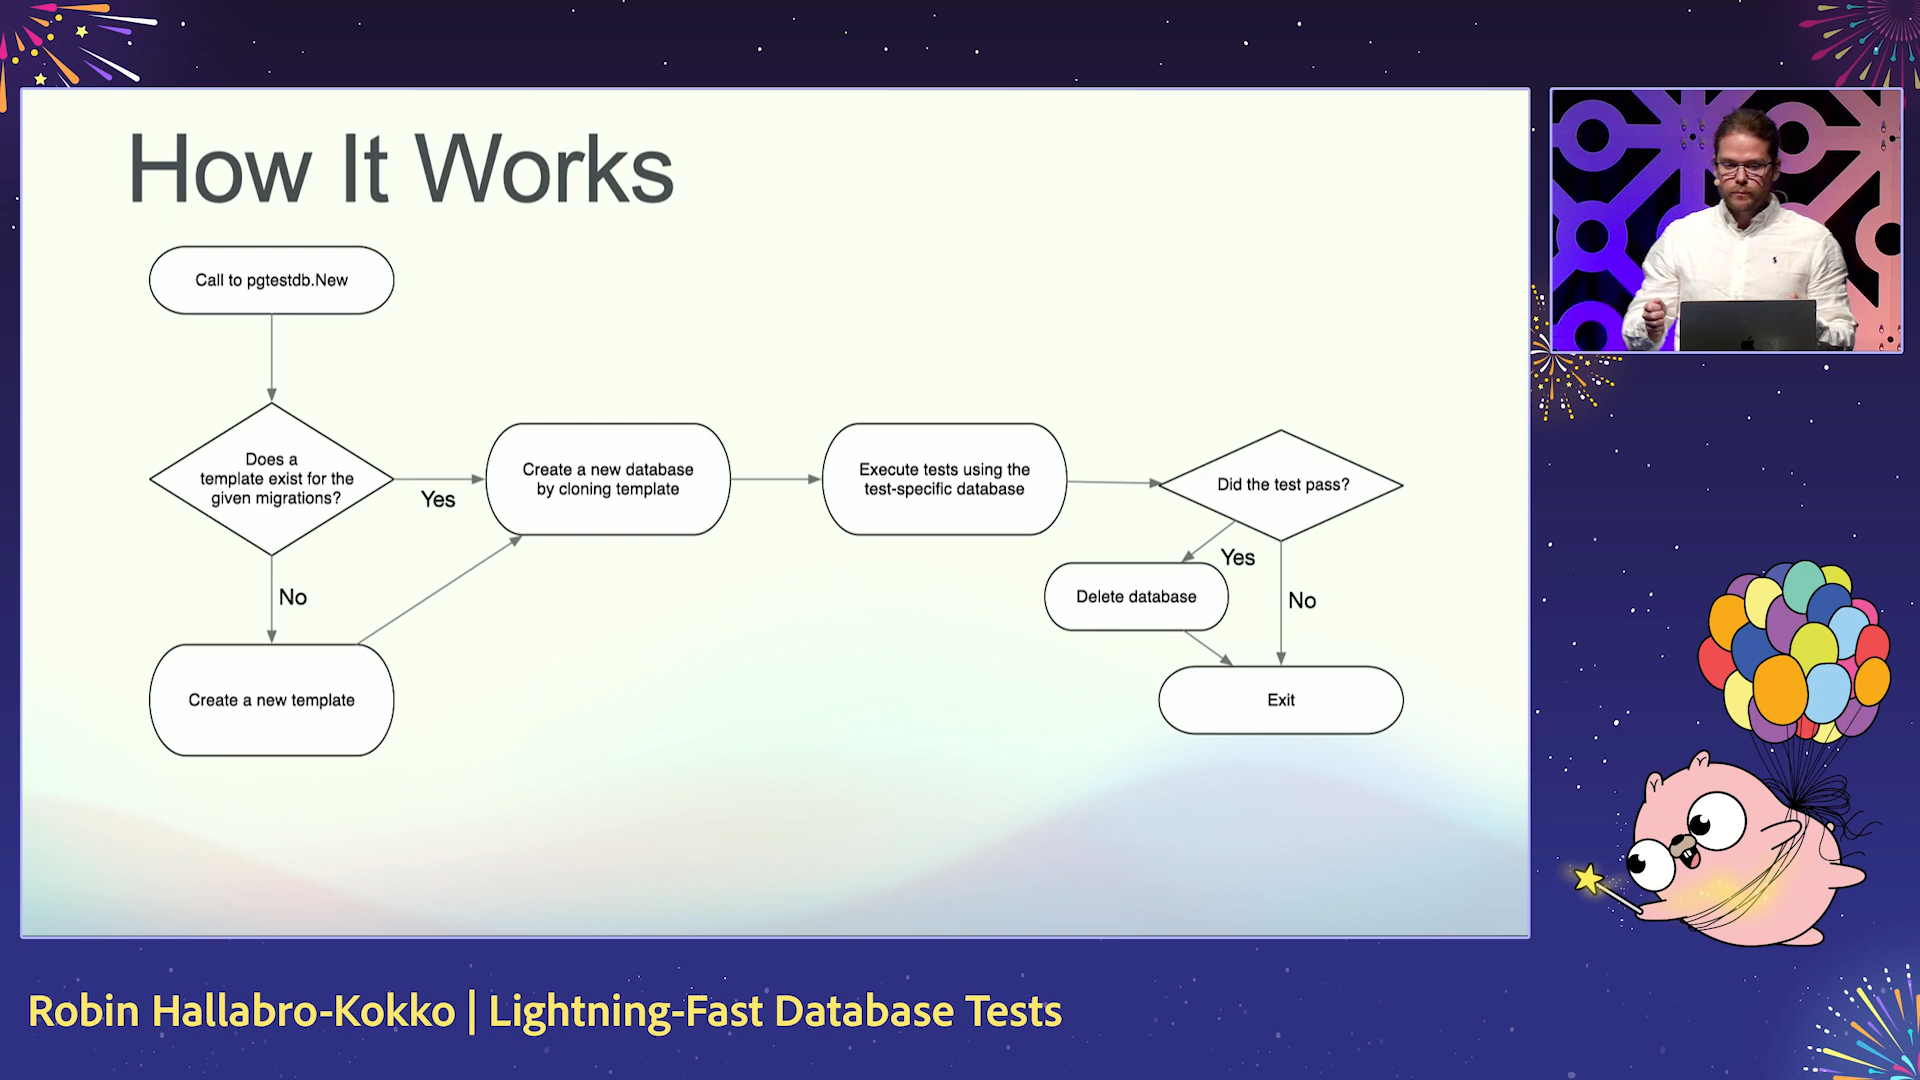 How It Works
Call to pgtestdb.New
Does a
template exist for the
given migrations?
Yes
No
Create a new template
Create a new database
by cloning template
Execute tests using the
test-specific database
Did the test pass?
Yes
No
Delete database
Exit
Robin Hallabro-Kokko | Lightning-Fast Database Tests